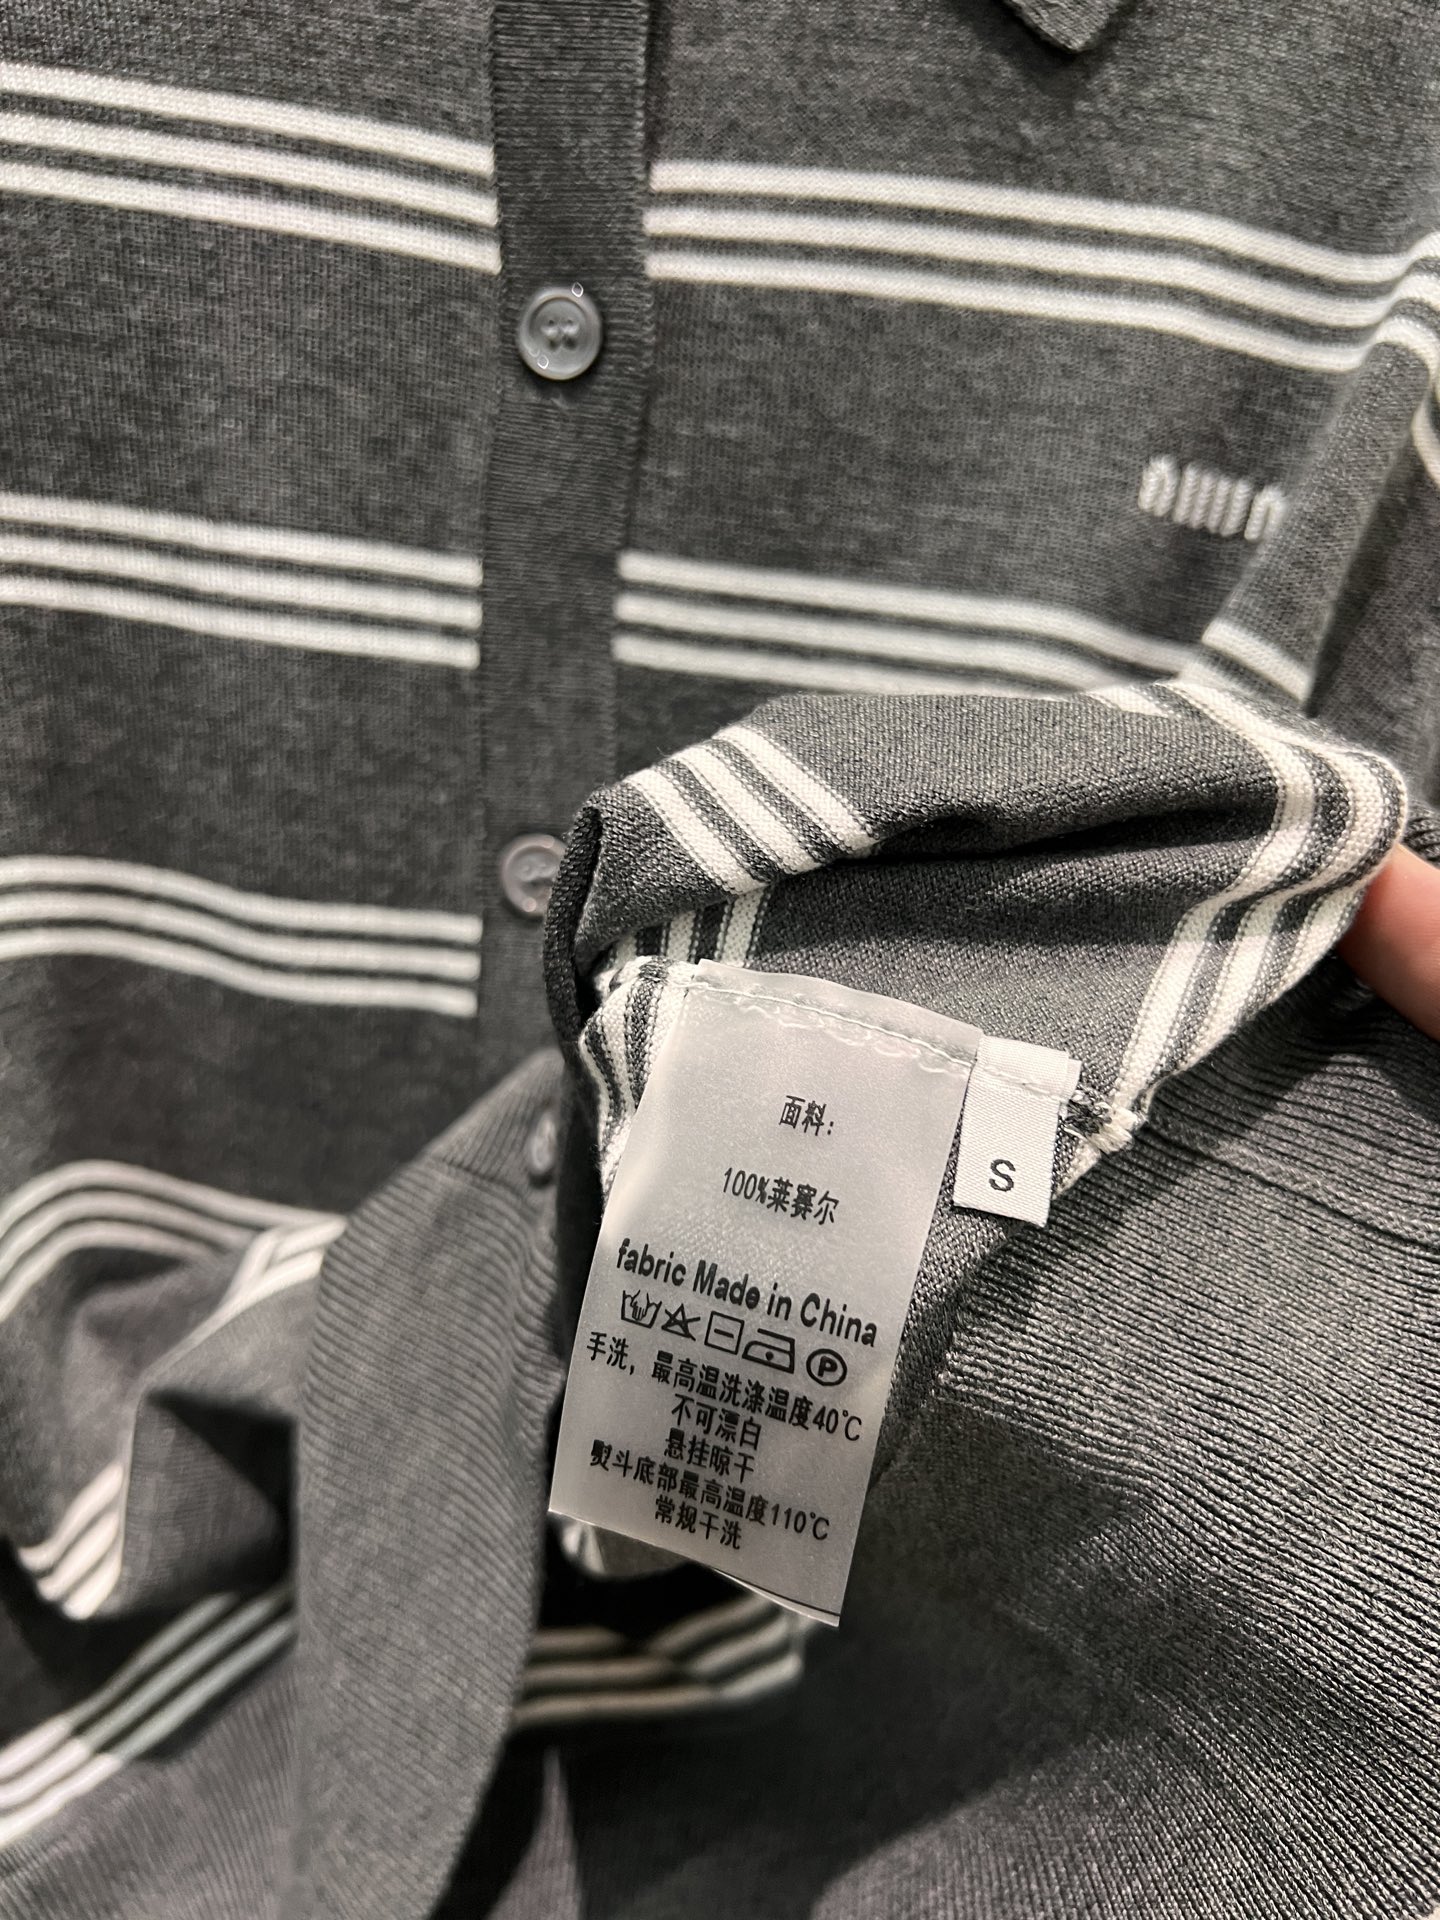 面料:
100%莱赛尔
S
fabric Made in China
P
手洗，最高温洗涤温度40℃
不可漂白
悬挂晾干
熨斗底部最高温度110℃
常规干洗